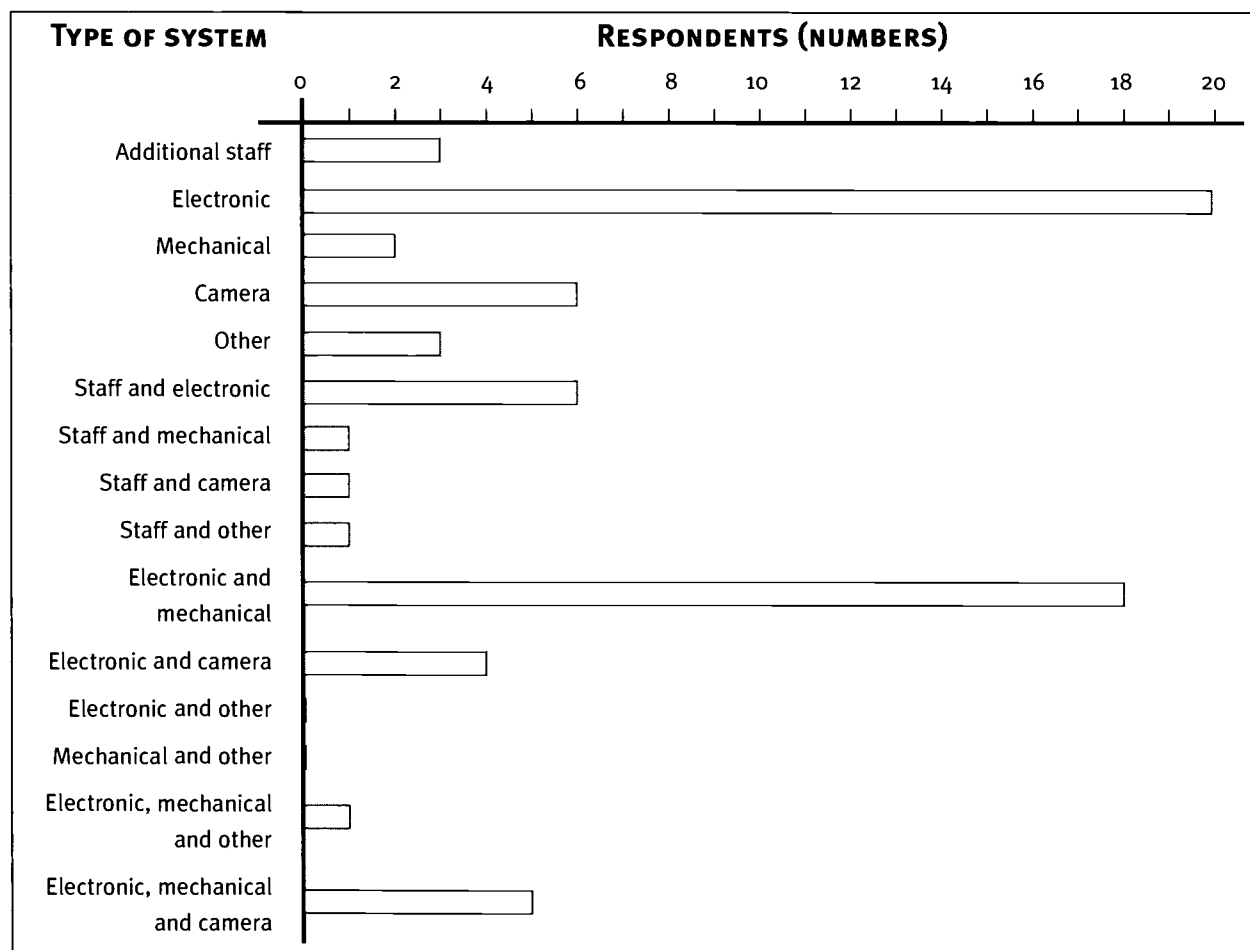 TYPE OF SYSTEM
RESPONDENTS (NUMBERS)
0 2 4 6 8 10 12 14 16 18 20
Additional staff
Electronic
Mechanical
Camera
Other
Staff and electronic
Staff and mechanical
Staff and camera
Staff and other
Electronic and
mechanical
Electronic and camera
Electronic and other
Mechanical and other
Electronic, mechanical
and other
Electronic, mechanical
and camera